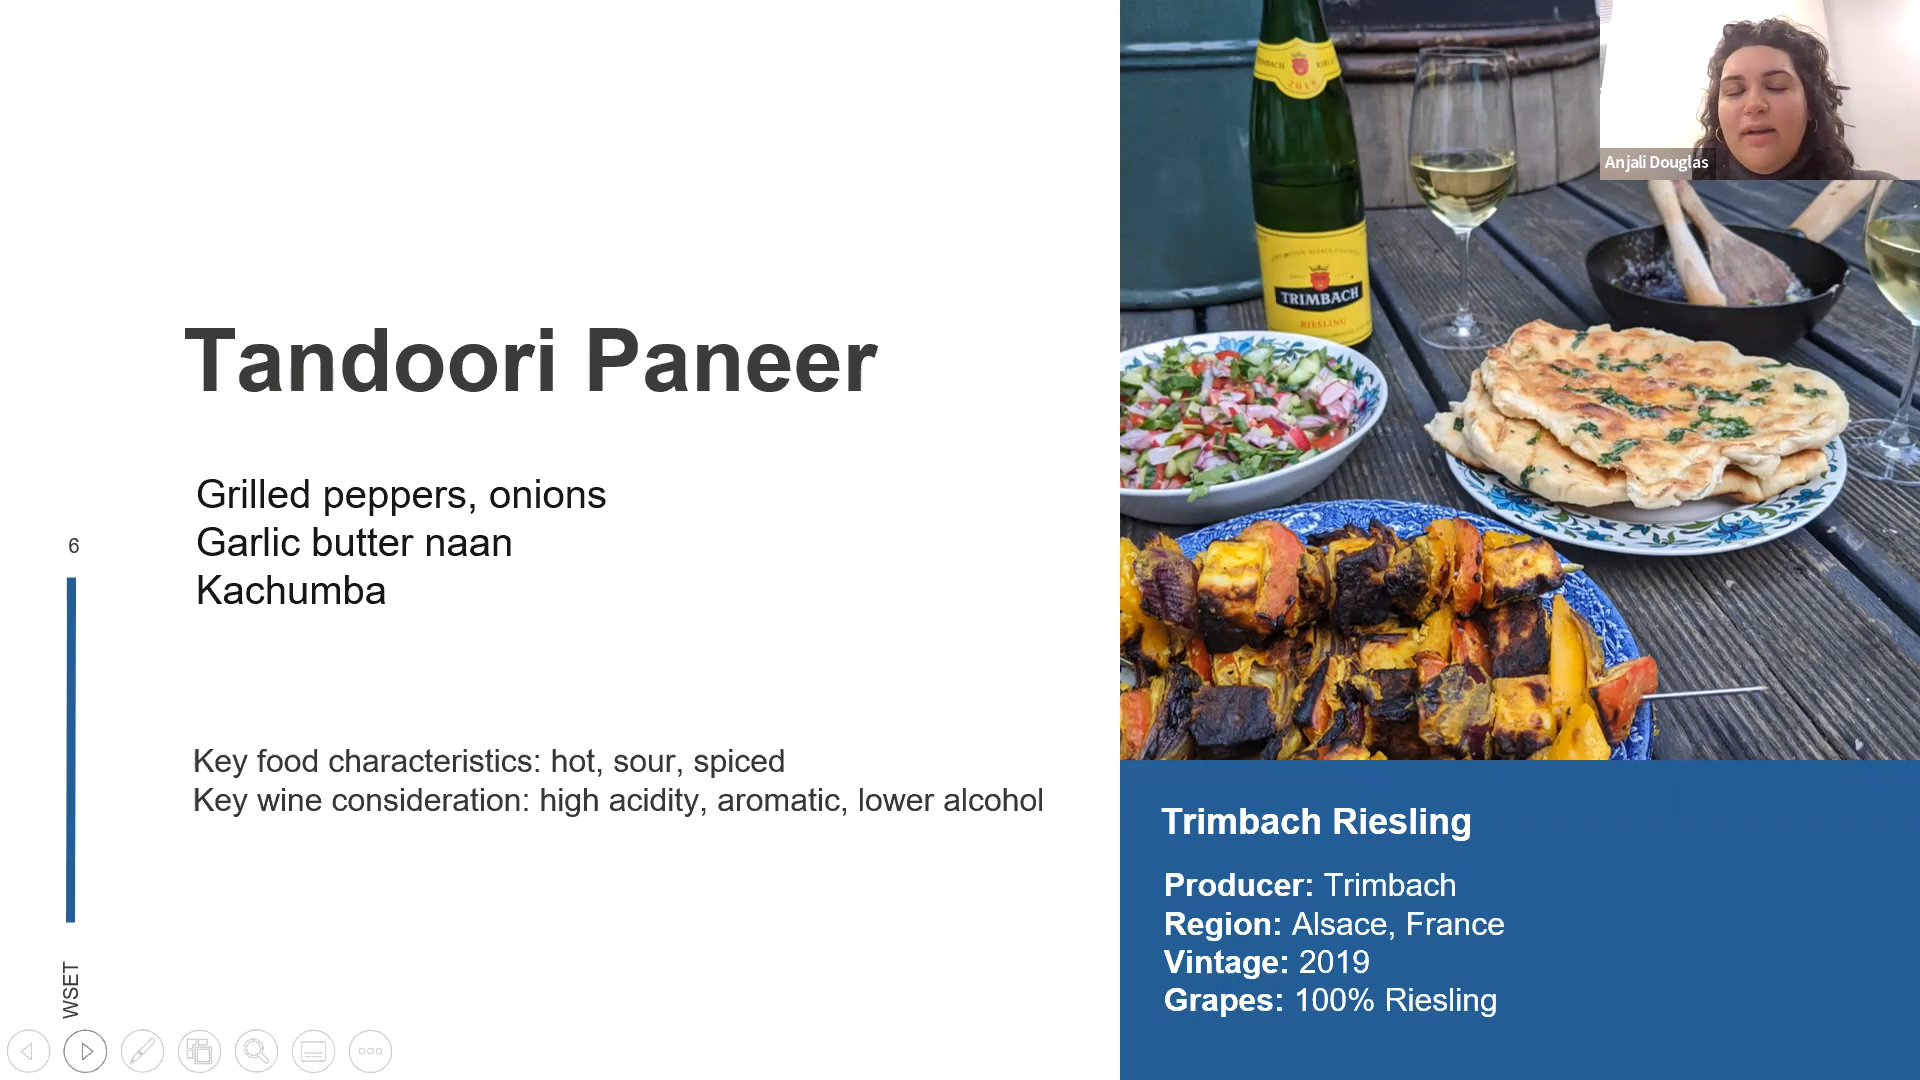 Tandoori Paneer
Grilled peppers, onions
Garlic butter naan
Kachumba
6
Key food characteristics: hot, sour, spiced
Key wine consideration: high acidity, aromatic, lower alcohol
WSET
TRIMBACH
2018
TRIMBACH
RIESLING
Anjali Douglas
Trimbach Riesling
Producer: Trimbach
Region: Alsace, France
Vintage: 2019
Grapes: 100% Riesling